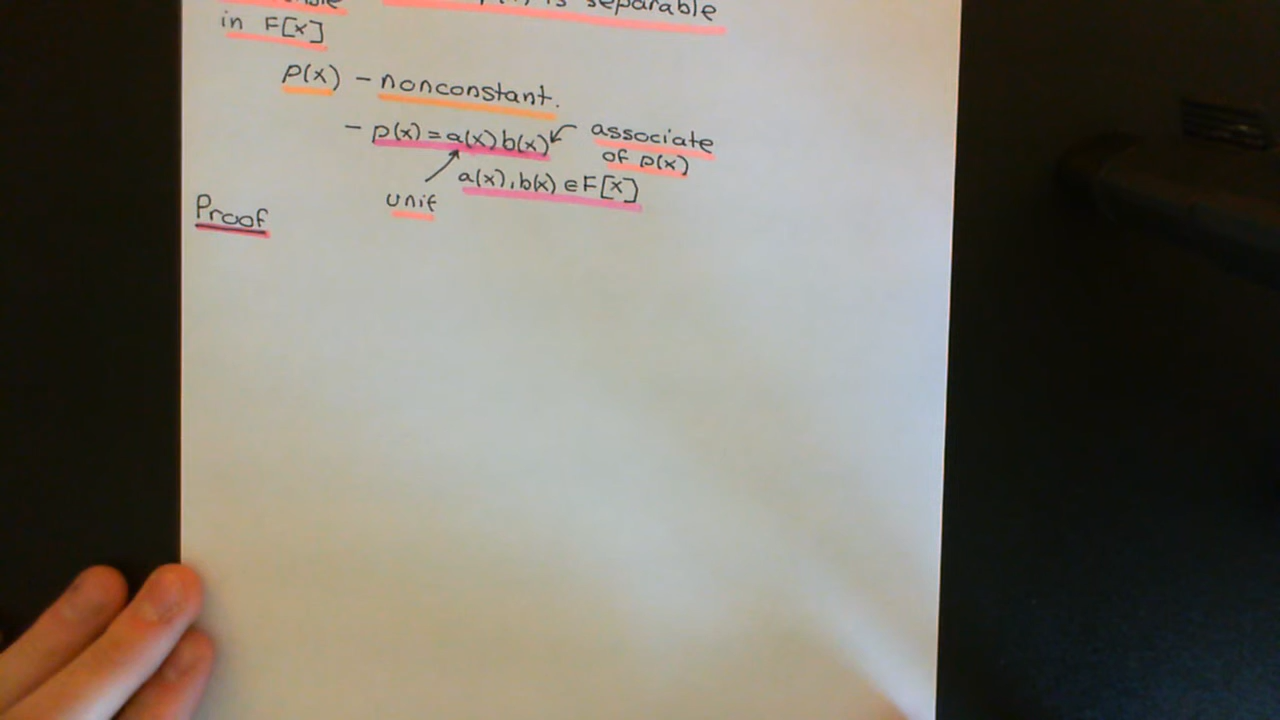 is separable
in F[x]
p(x) - nonconstant.
- p(x) = a(x) b(x) associate
of p(x)
a(x), b(x) ∈ F[x]
unit
Proof